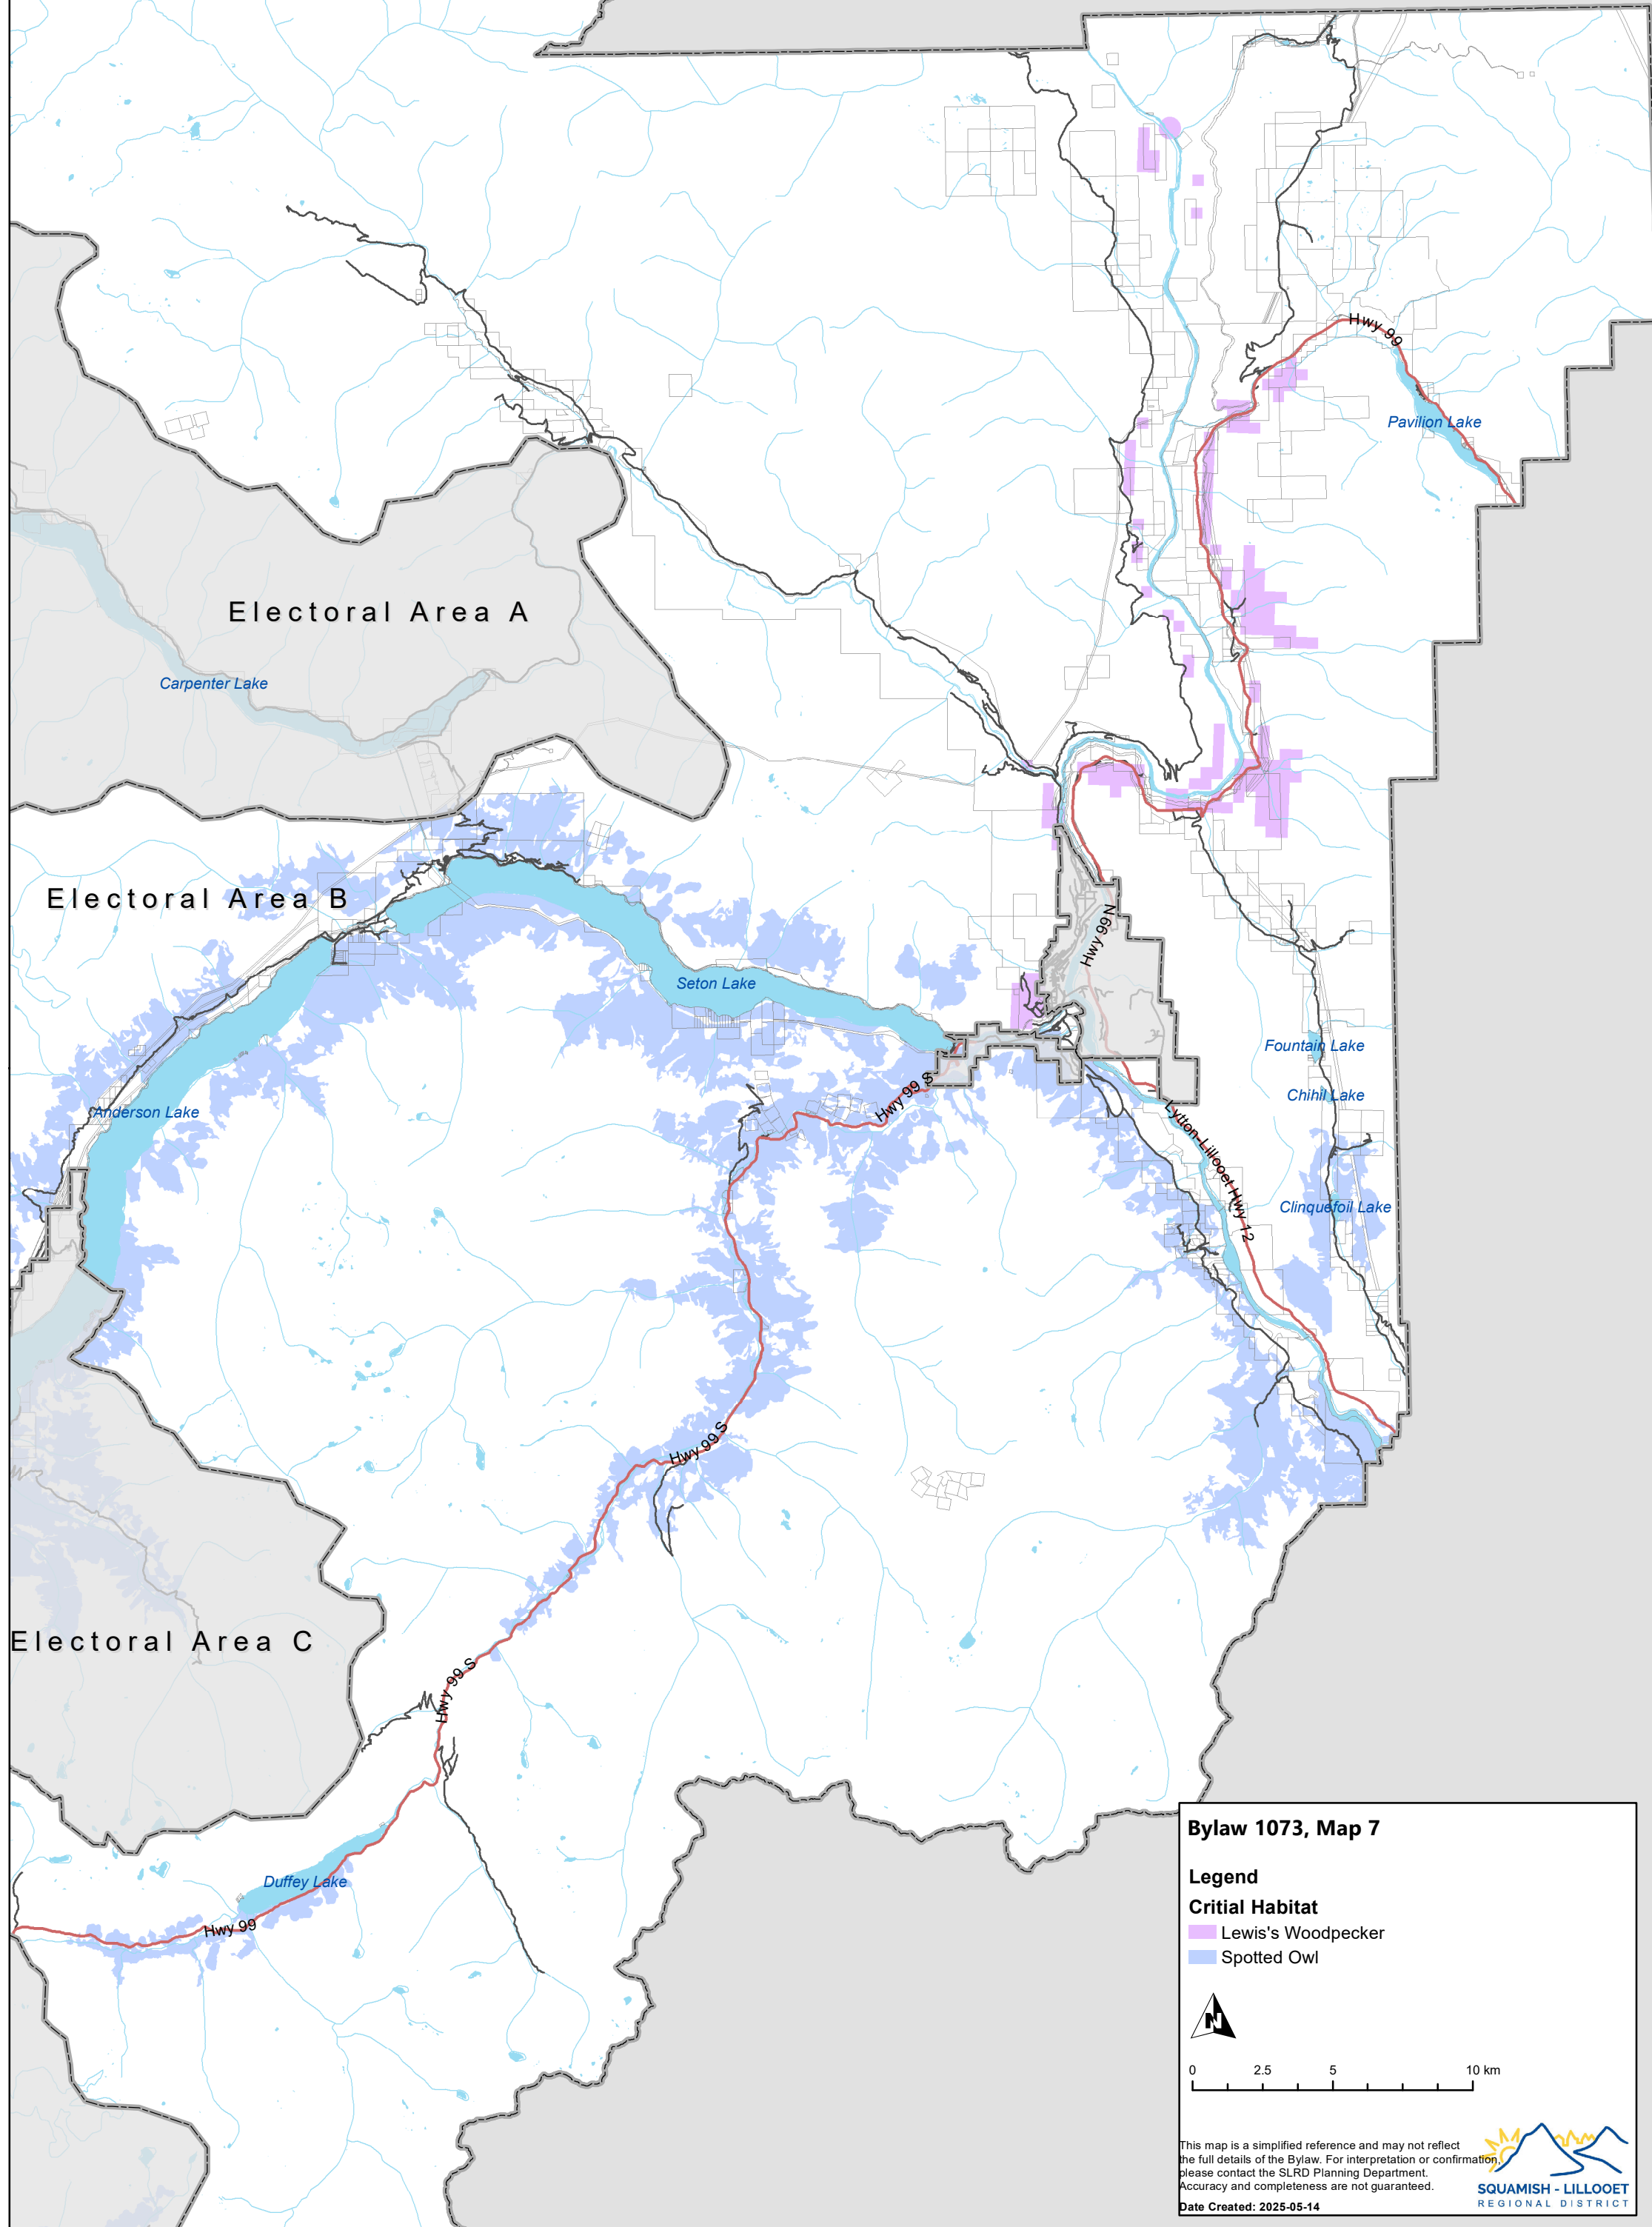 Hwy 99
Pavilion Lake
Electoral Area A
Carpenter Lake
Electoral Area B
Hwy 99 N
Seton Lake
Fountain Lake
Hwy 99 S
Chihil Lake
Anderson Lake
Lytton-Lillooet Hwy 12
Clinquefoil Lake
Hwy 99 S
Electoral Area C
Hwy 99 S
Duffey Lake
Hwy 99
Bylaw 1073, Map 7
Legend
Critial Habitat
Lewis's Woodpecker
Spotted Owl
N
0 2.5 5 10 km
This map is a simplified reference and may not reflect
the full details of the Bylaw. For interpretation or confirmation,
please contact the SLRD Planning Department.
Accuracy and completeness are not guaranteed.
Date Created: 2025-05-14
SQUAMISH - LILLOOET
REGIONAL DISTRICT